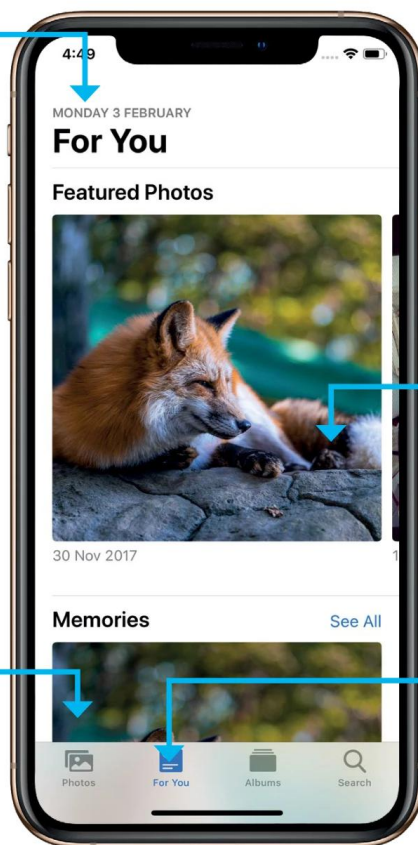 4:49
MONDAY 3 FEBRUARY
For You
Featured Photos
30 Nov 2017
1
Memories
See All
Photos
For You
Albums
Search